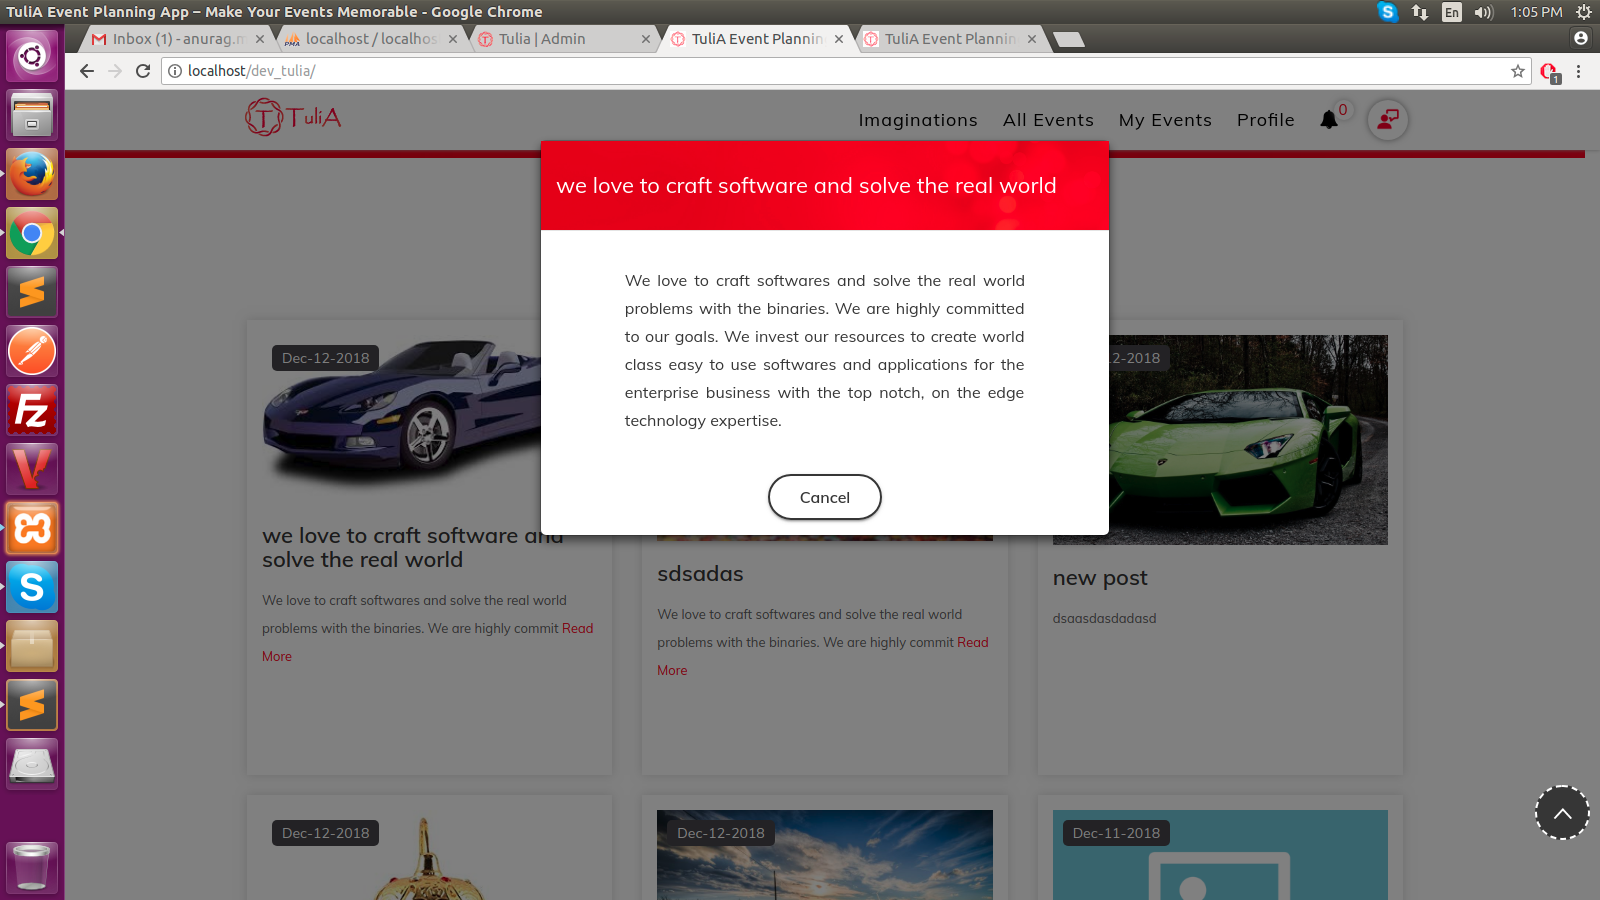 TuliA Event Planning App – Make Your Events Memorable - Google Chrome
En
1:05 PM
Inbox (1) - anurag.m
localhost / localhos
Tulia | Admin
TuliA Event Plannin
TuliA Event Plannin
localhost/dev_tulia/
1
TuliA
Imaginations
All Events
My Events
Profile
0
we love to craft software and solve the real world
We love to craft softwares and solve the real world
problems with the binaries. We are highly committed
to our goals. We invest our resources to create world
class easy to use softwares and applications for the
enterprise business with the top notch, on the edge
technology expertise.
Cancel
Dec-12-2018
we love to craft software and
solve the real world
We love to craft softwares and solve the real world
problems with the binaries. We are highly commit Read
More
sdsadas
We love to craft softwares and solve the real world
problems with the binaries. We are highly commit Read
More
12-2018
new post
dsaasdasdadasd
Dec-12-2018
Dec-12-2018
Dec-11-2018